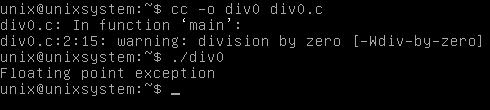 unix@unixsystem:~$ cc -o div0 div0.c
div0.c: In function ‘main’:
div0.c:2:15: warning: division by zero [-Wdiv-by-zero]
unix@unixsystem:~$ ./div0
Floating point exception
unix@unixsystem:~$ _